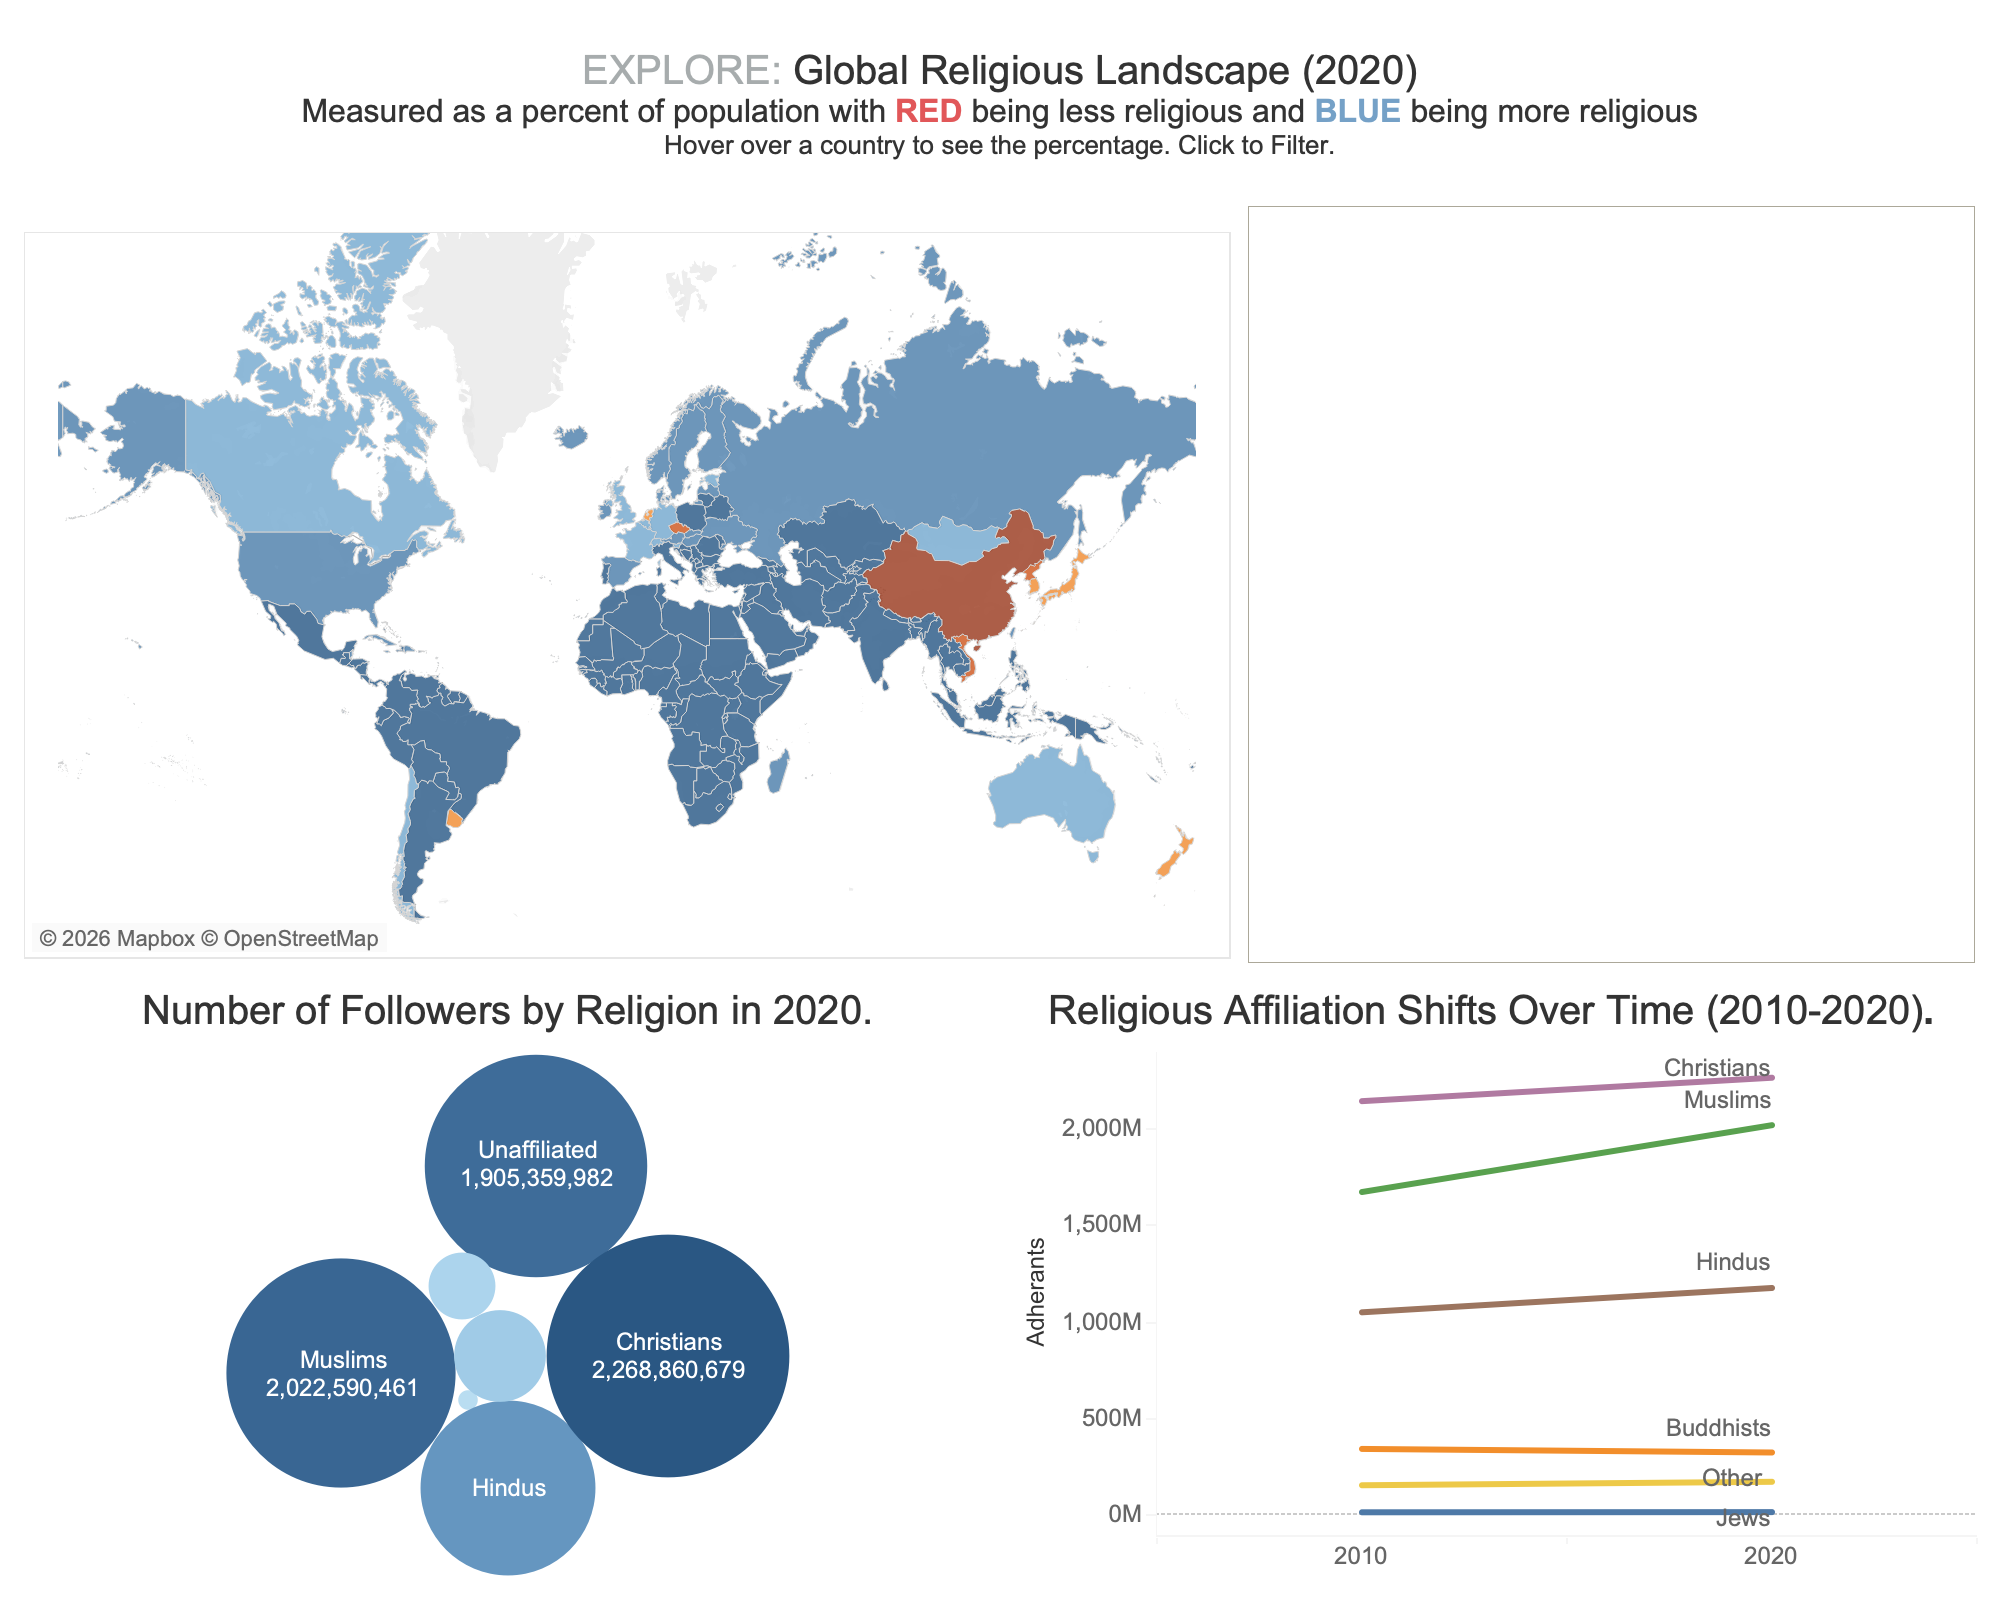 EXPLORE: Global Religious Landscape (2020)
Measured as a percent of population with RED being less religious and BLUE being more religious
Hover over a country to see the percentage. Click to Filter.
© 2026 Mapbox © OpenStreetMap
Number of Followers by Religion in 2020.
Unaffiliated
1,905,359,982
Christians
2,268,860,679
Muslims
2,022,590,461
Hindus
Religious Affiliation Shifts Over Time (2010-2020).
Christians
Muslims
2,000M
1,500M
Hindus
Adherants
1,000M
500M
Buddhists
Other
0M
Jews
2010
2020